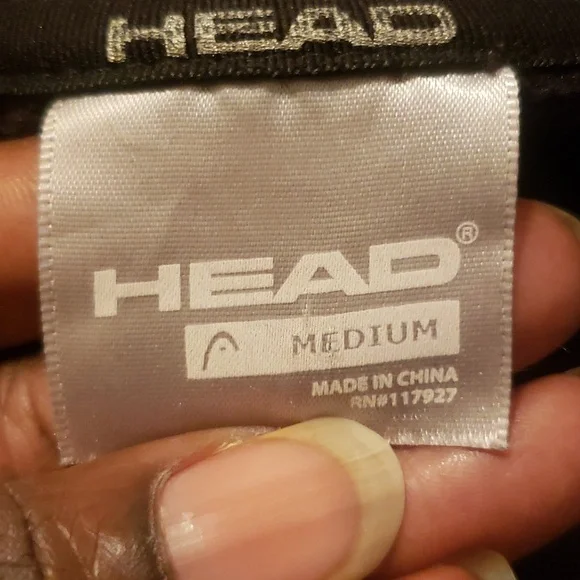 HEAD
HEAD®
MEDIUM
MADE IN CHINA
RN#117927